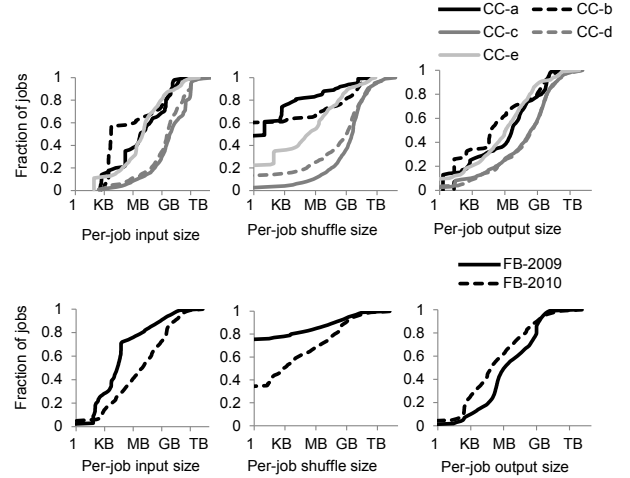 CC-a CC-b
CC-c CC-d
CC-e
Fraction of jobs
1
0.8
0.6
0.4
0.2
0
1 KB MB GB TB
Per-job input size
1
0.8
0.6
0.4
0.2
0
1 KB MB GB TB
Per-job shuffle size
1
0.8
0.6
0.4
0.2
0
1 KB MB GB TB
Per-job output size
FB-2009
FB-2010
Fraction of jobs
1
0.8
0.6
0.4
0.2
0
1 KB MB GB TB
Per-job input size
1
0.8
0.6
0.4
0.2
0
1 KB MB GB TB
Per-job shuffle size
1
0.8
0.6
0.4
0.2
0
1 KB MB GB TB
Per-job output size